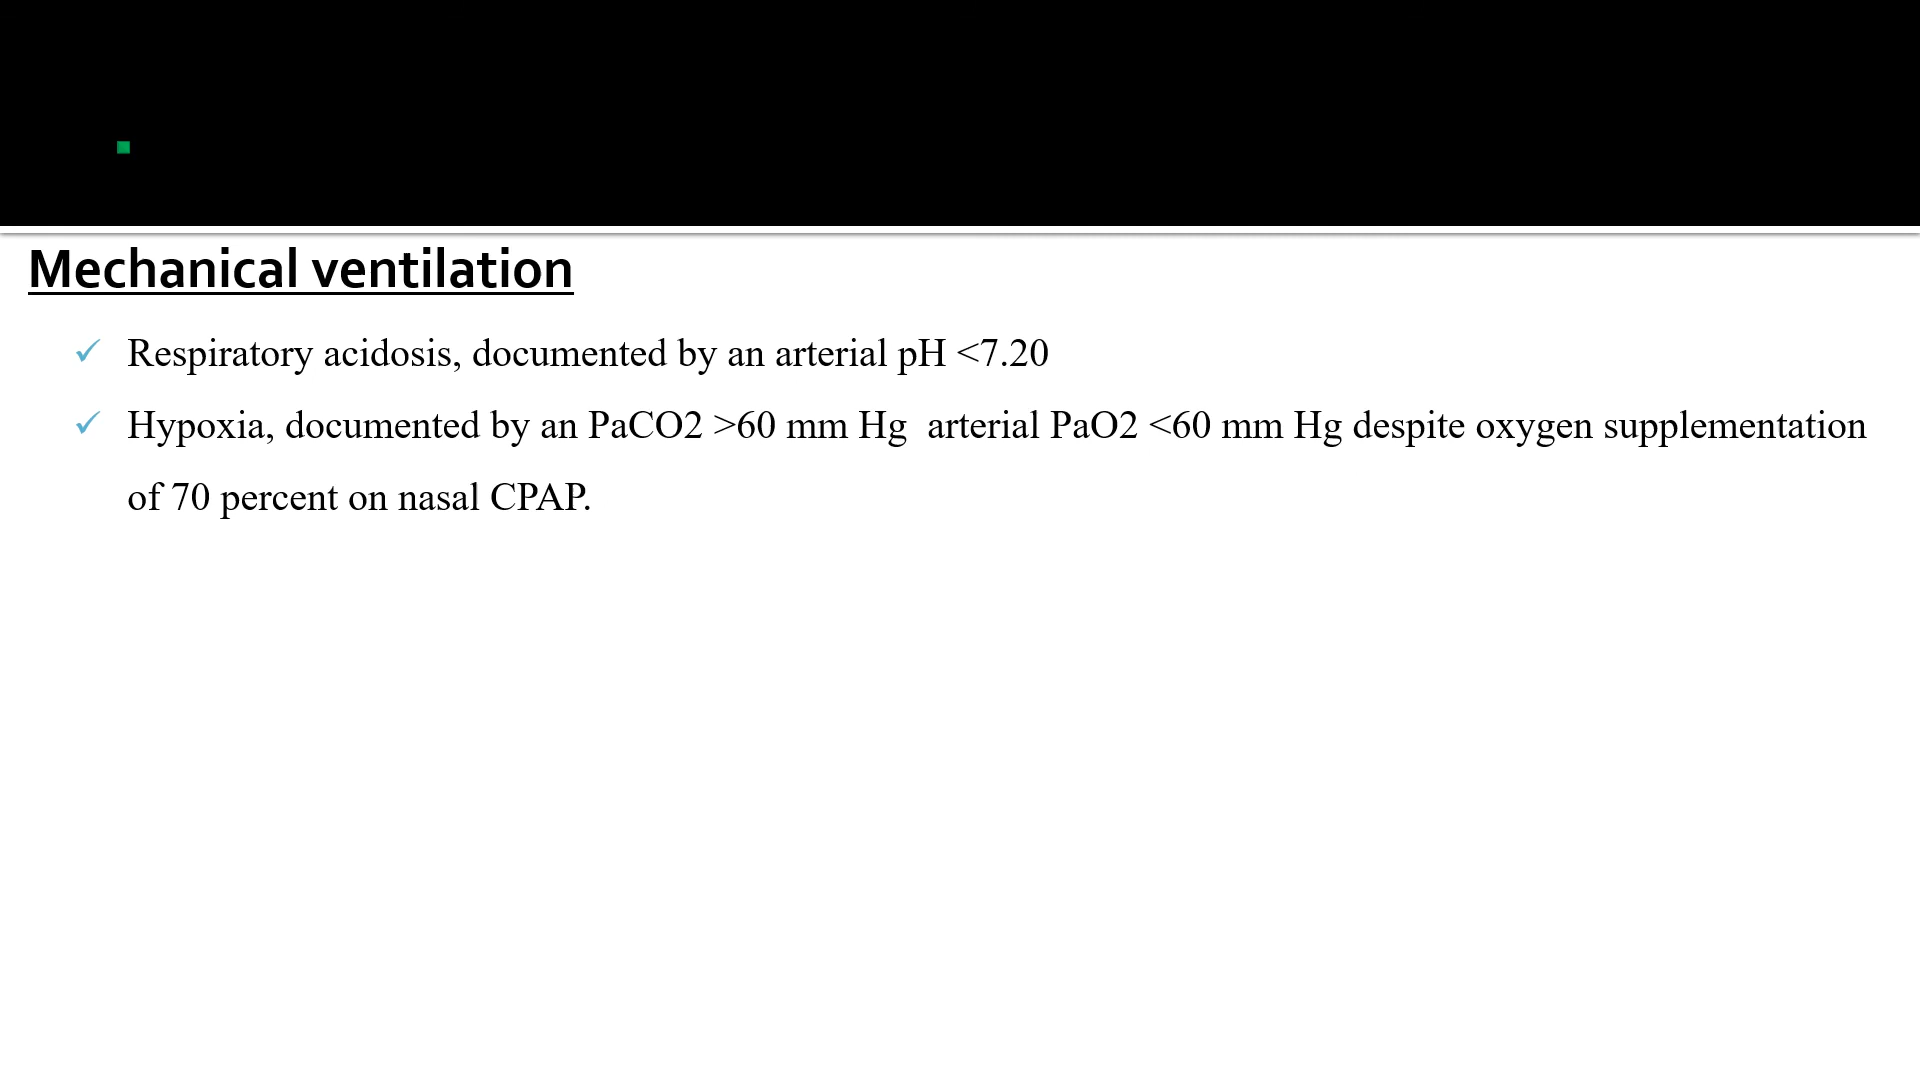 Mechanical ventilation
✓ Respiratory acidosis, documented by an arterial pH <7.20
✓ Hypoxia, documented by an PaCO2 >60 mm Hg  arterial PaO2 <60 mm Hg despite oxygen supplementation
of 70 percent on nasal CPAP.